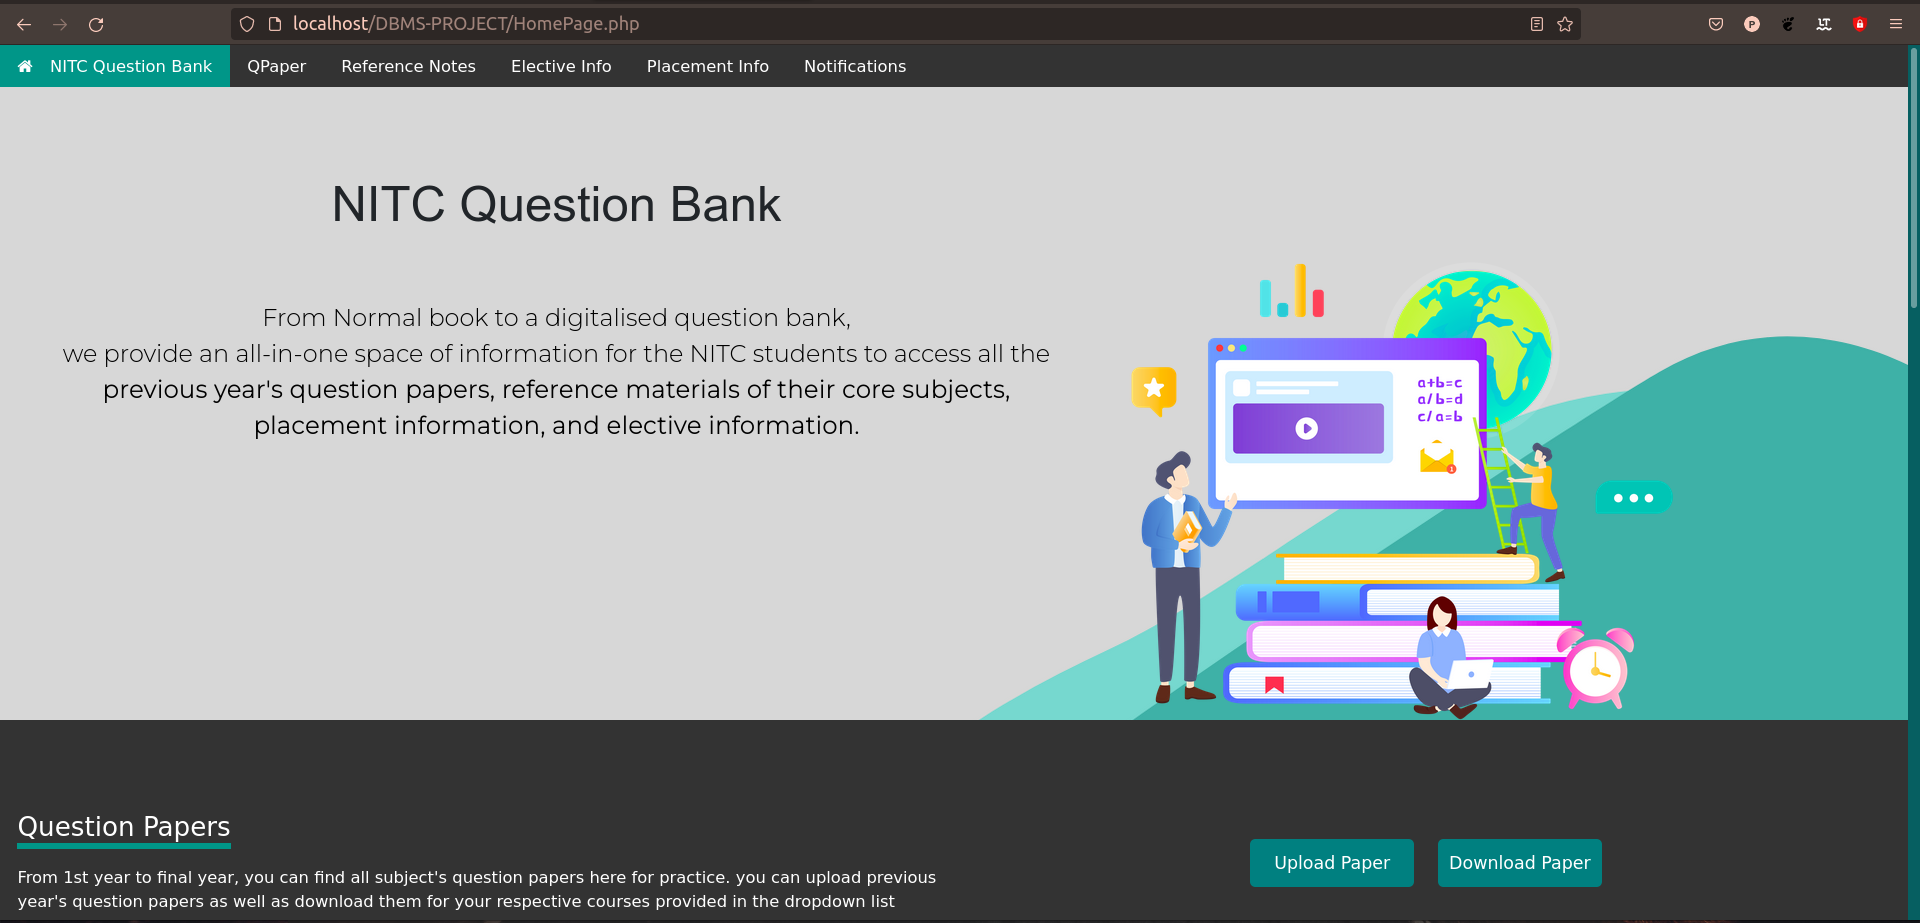 localhost/DBMS-PROJECT/HomePage.php
P
LT
NITC Question Bank QPaper Reference Notes Elective Info Placement Info Notifications
NITC Question Bank
From Normal book to a digitalised question bank,
we provide an all-in-one space of information for the NITC students to access all the
previous year's question papers, reference materials of their core subjects,
placement information, and elective information.
a+b=c
a/b=d
c/a=b
1
Question Papers
From 1st year to final year, you can find all subject's question papers here for practice. you can upload previous
year's question papers as well as download them for your respective courses provided in the dropdown list
Upload Paper Download Paper